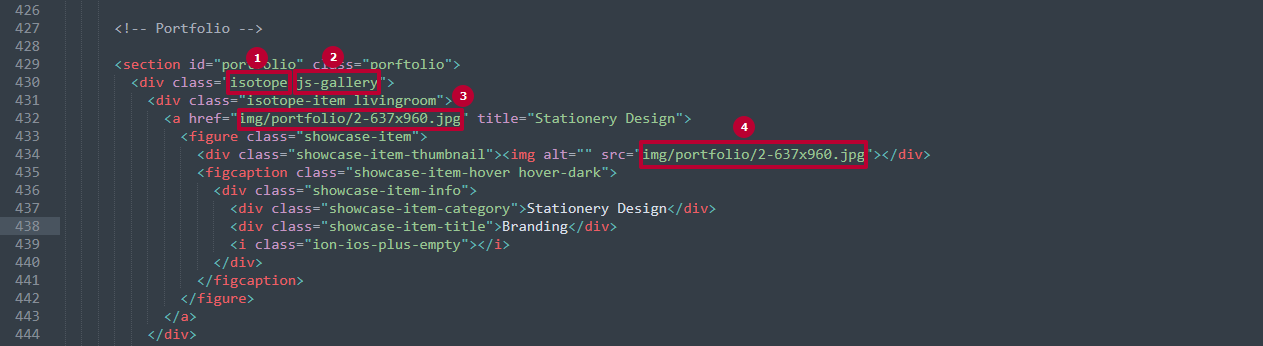 426
427 <!-- Portfolio -->
428
1 2
429 <section id="portfolio" class="porftolio">
430 <div class="isotope js-gallery">
431 <div class="isotope-item livingroom"> 3
432 <a href="img/portfolio/2-637x960.jpg" title="Stationery Design">
433 <figure class="showcase-item"> 4
434 <div class="showcase-item-thumbnail"><img alt="" src="img/portfolio/2-637x960.jpg"></div>
435 <figcaption class="showcase-item-hover hover-dark">
436 <div class="showcase-item-info">
437 <div class="showcase-item-category">Stationery Design</div>
438 <div class="showcase-item-title">Branding</div>
439 <i class="ion-ios-plus-empty"></i>
440 </div>
441 </figcaption>
442 </figure>
443 </a>
444 </div>